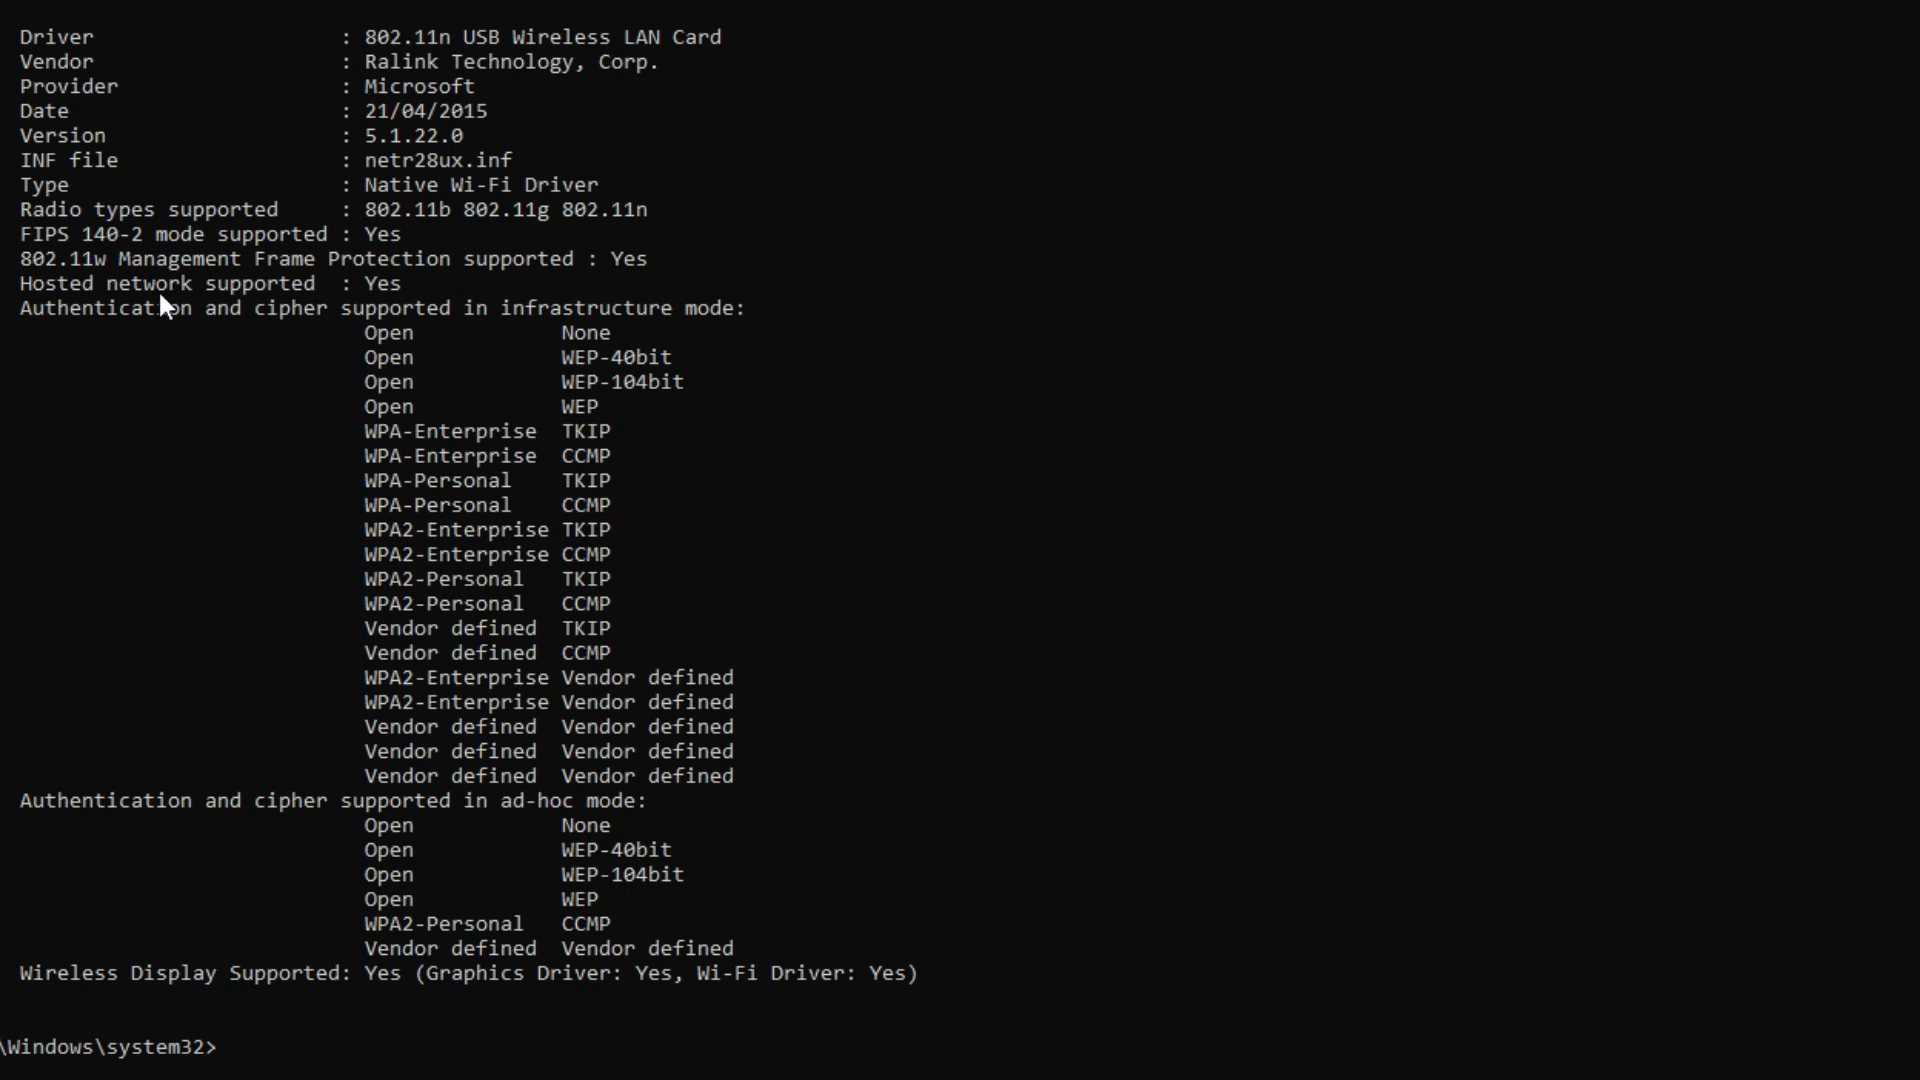 Driver : 802.11n USB Wireless LAN Card
Vendor : Ralink Technology, Corp.
Provider : Microsoft
Date : 21/04/2015
Version : 5.1.22.0
INF file : netr28ux.inf
Type : Native Wi-Fi Driver
Radio types supported : 802.11b 802.11g 802.11n
FIPS 140-2 mode supported : Yes
802.11w Management Frame Protection supported : Yes
Hosted network supported : Yes
Authentication and cipher supported in infrastructure mode:
Open None
Open WEP-40bit
Open WEP-104bit
Open WEP
WPA-Enterprise TKIP
WPA-Enterprise CCMP
WPA-Personal TKIP
WPA-Personal CCMP
WPA2-Enterprise TKIP
WPA2-Enterprise CCMP
WPA2-Personal TKIP
WPA2-Personal CCMP
Vendor defined TKIP
Vendor defined CCMP
WPA2-Enterprise Vendor defined
WPA2-Enterprise Vendor defined
Vendor defined Vendor defined
Vendor defined Vendor defined
Vendor defined Vendor defined
Authentication and cipher supported in ad-hoc mode:
Open None
Open WEP-40bit
Open WEP-104bit
Open WEP
WPA2-Personal CCMP
Vendor defined Vendor defined
Wireless Display Supported: Yes (Graphics Driver: Yes, Wi-Fi Driver: Yes)
\Windows\system32>